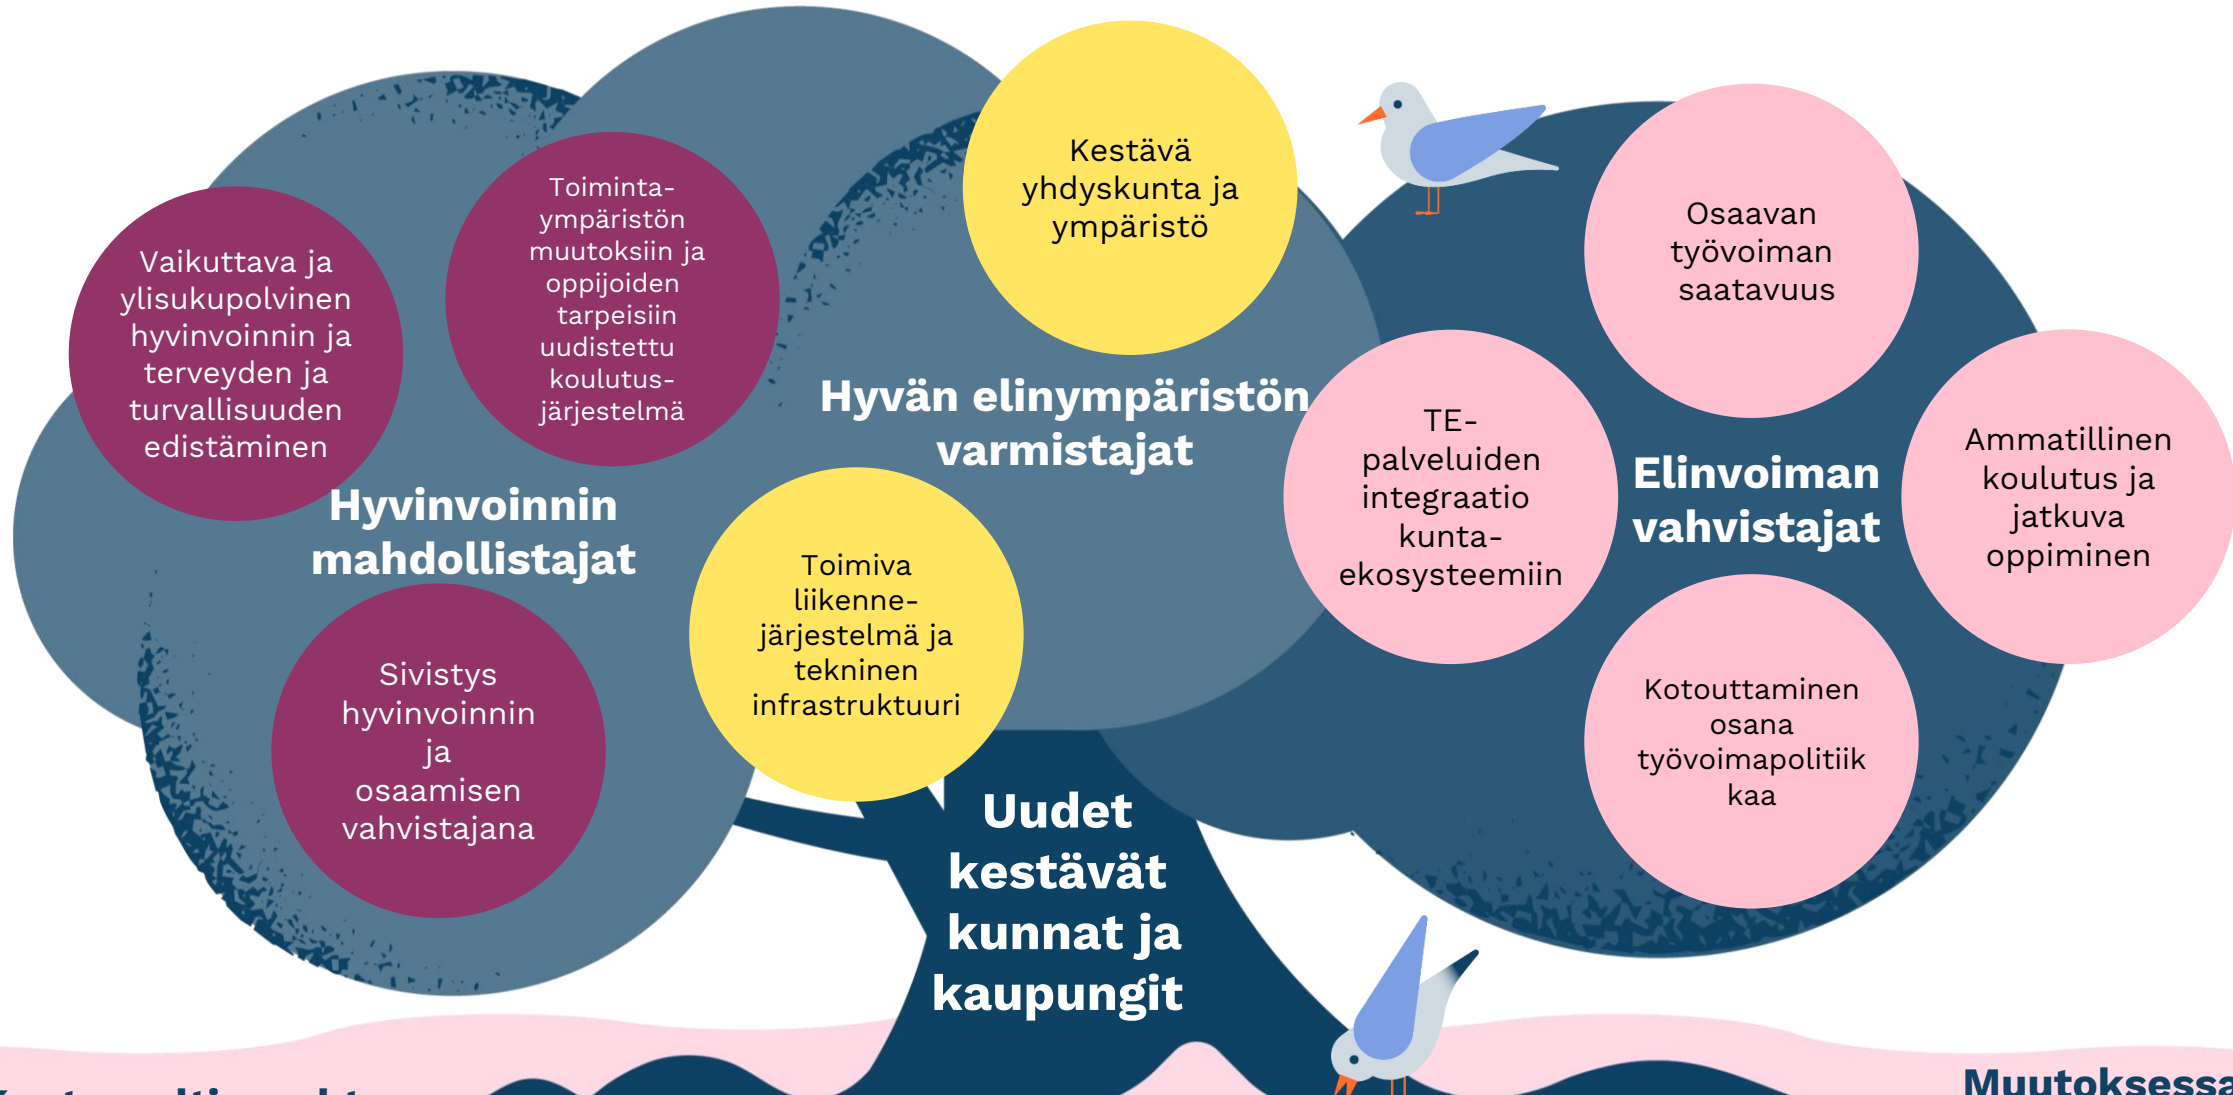 Vaikuttava ja
ylisukupolvinen
hyvinvoinnin ja
terveyden ja
turvallisuuden
edistäminen
Toiminta-
ympäristön
muutoksiin ja
oppijoiden
tarpeisiin
uudistettu
koulutus-
järjestelmä
Hyvinvoinnin
mahdollistajat
Sivistys
hyvinvoinnin
ja
osaamisen
vahvistajana
Kestävä
yhdyskunta ja
ympäristö
Hyvän elinympäristön
varmistajat
Toimiva
liikenne-
järjestelmä ja
tekninen
infrastruktuuri
Osaavan
työvoiman
saatavuus
TE-
palveluiden
integraatio
kunta-
ekosysteemiin
Elinvoiman
vahvistajat
Ammatillinen
koulutus ja
jatkuva
oppiminen
Kotouttaminen
osana
työvoimapolitiik
kaa
Uudet
kestävät
kunnat ja
kaupungit
Muutoksessa